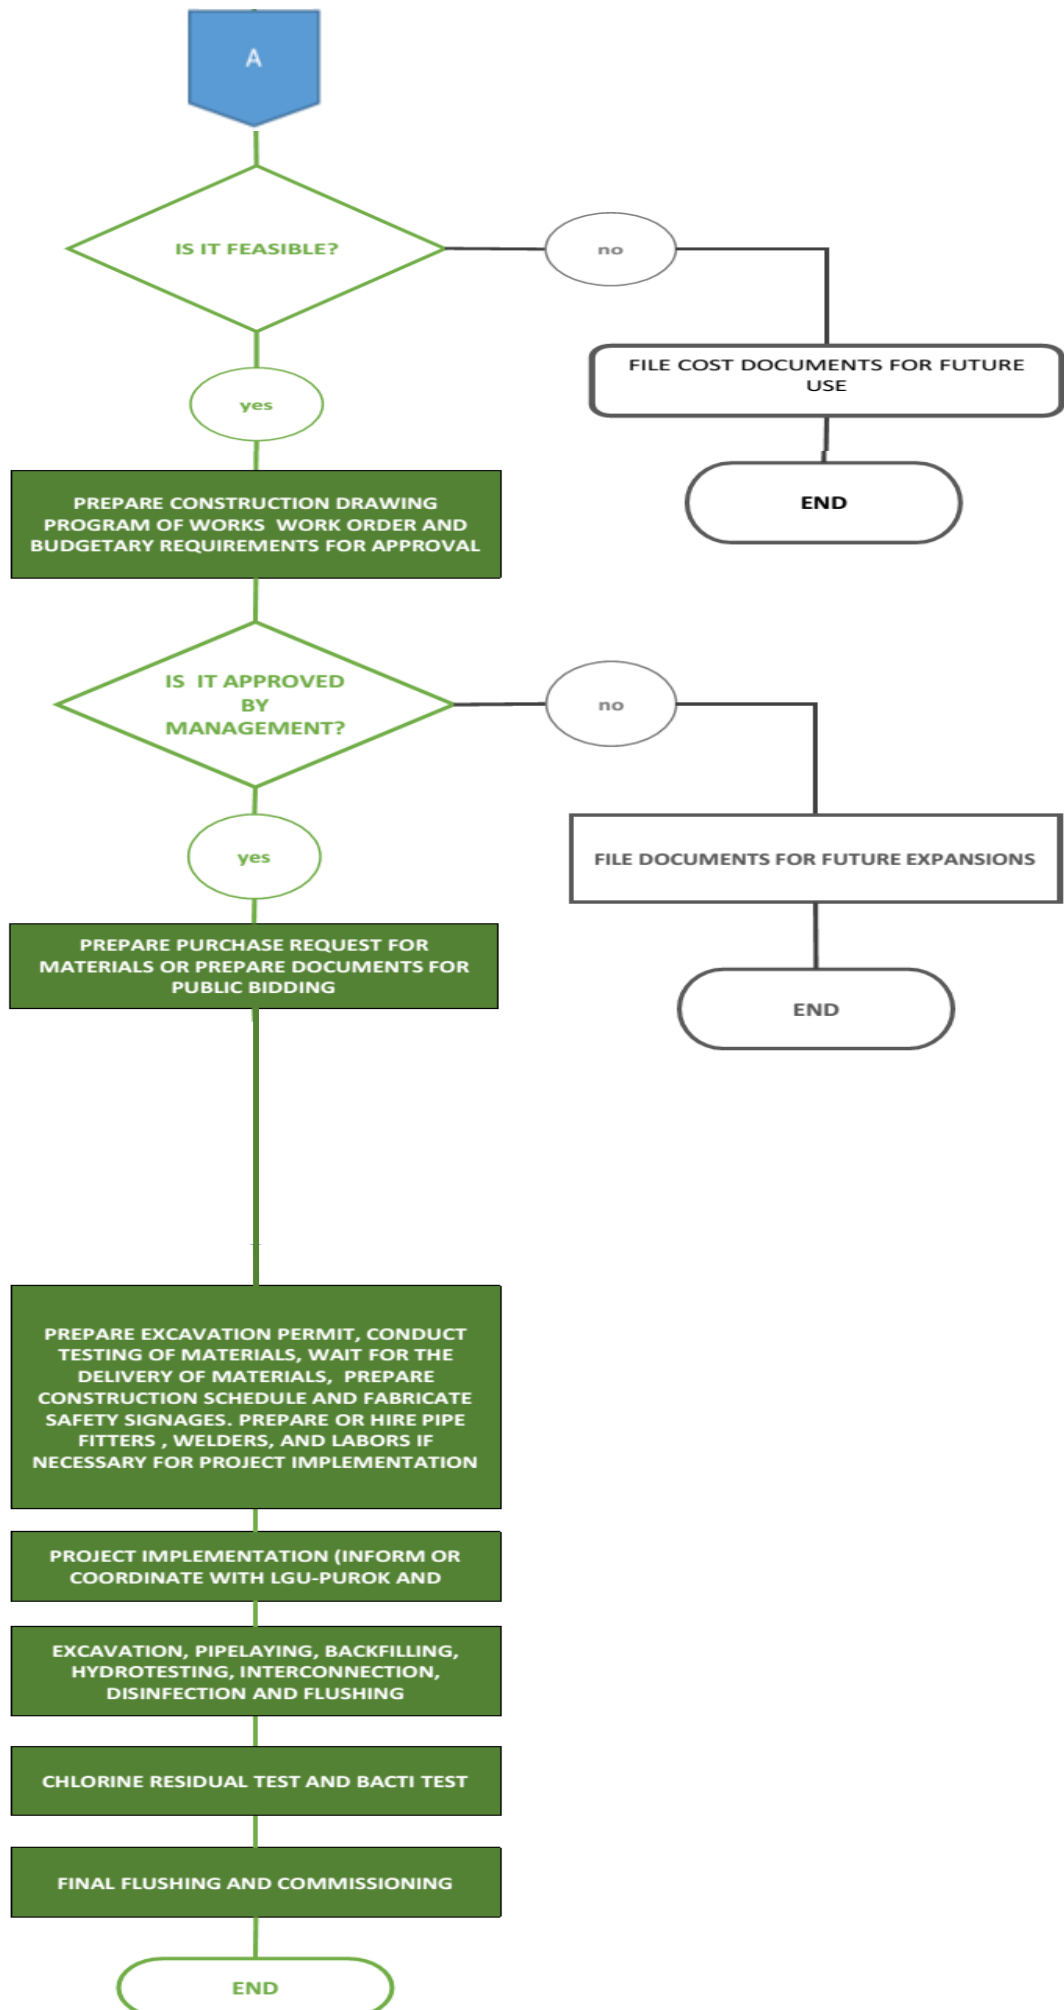 A
IS IT FEASIBLE?
no
FILE COST DOCUMENTS FOR FUTURE
USE
yes
END
PREPARE CONSTRUCTION DRAWING
PROGRAM OF WORKS WORK ORDER AND
BUDGETARY REQUIREMENTS FOR APPROVAL
IS IT APPROVED
BY
MANAGEMENT?
no
yes
FILE DOCUMENTS FOR FUTURE EXPANSIONS
PREPARE PURCHASE REQUEST FOR
MATERIALS OR PREPARE DOCUMENTS FOR
PUBLIC BIDDING
END
PREPARE EXCAVATION PERMIT, CONDUCT
TESTING OF MATERIALS, WAIT FOR THE
DELIVERY OF MATERIALS, PREPARE
CONSTRUCTION SCHEDULE AND FABRICATE
SAFETY SIGNAGES. PREPARE OR HIRE PIPE
FITTERS , WELDERS, AND LABORS IF
NECESSARY FOR PROJECT IMPLEMENTATION
PROJECT IMPLEMENTATION (INFORM OR
COORDINATE WITH LGU-PUROK AND
EXCAVATION, PIPELAYING, BACKFILLING,
HYDROTESTING, INTERCONNECTION,
DISINFECTION AND FLUSHING
CHLORINE RESIDUAL TEST AND BACTI TEST
FINAL FLUSHING AND COMMISSIONING
END